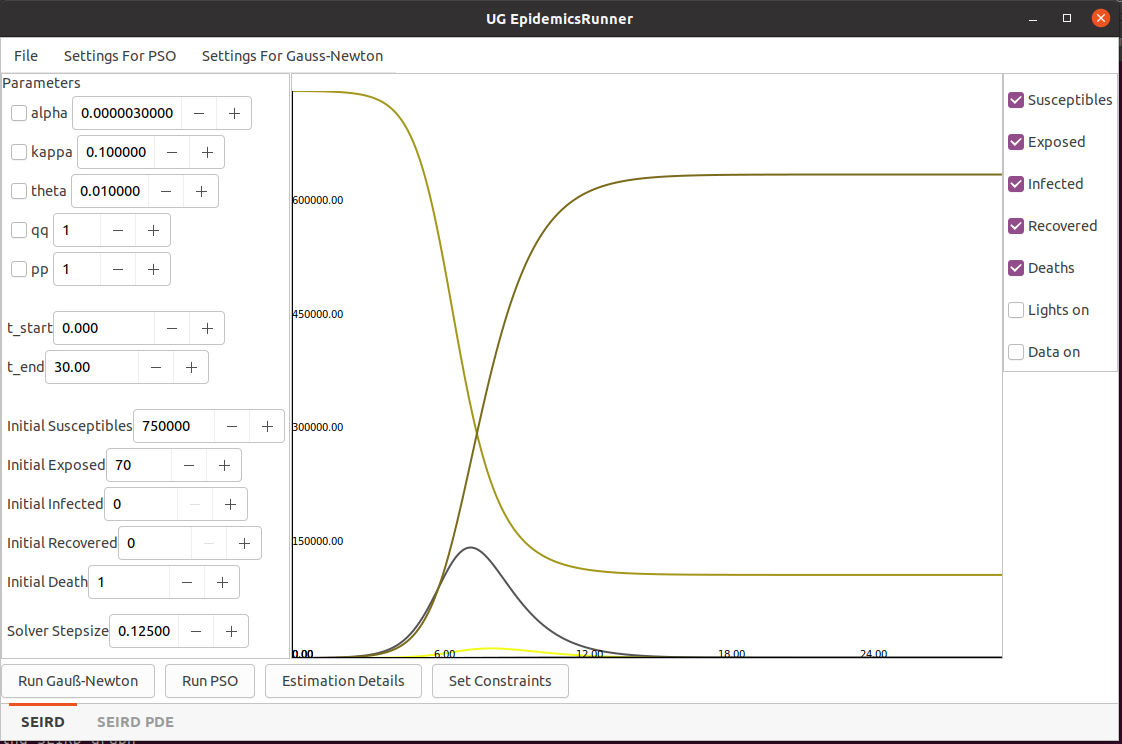 UG EpidemicsRunner
File Settings For PSO Settings For Gauss-Newton
Parameters
alpha 0.0000030000
kappa 0.100000
theta 0.010000
qq 1
pp 1
t_start 0.000
t_end 30.00
Initial Susceptibles 750000
Initial Exposed 70
Initial Infected 0
Initial Recovered 0
Initial Death 1
Solver Stepsize 0.12500
600000.00
450000.00
300000.00
150000.00
0.00 6.00 12.00 18.00 24.00
Susceptibles
Exposed
Infected
Recovered
Deaths
Lights on
Data on
Run Gauß-Newton Run PSO Estimation Details Set Constraints
SEIRD SEIRD PDE